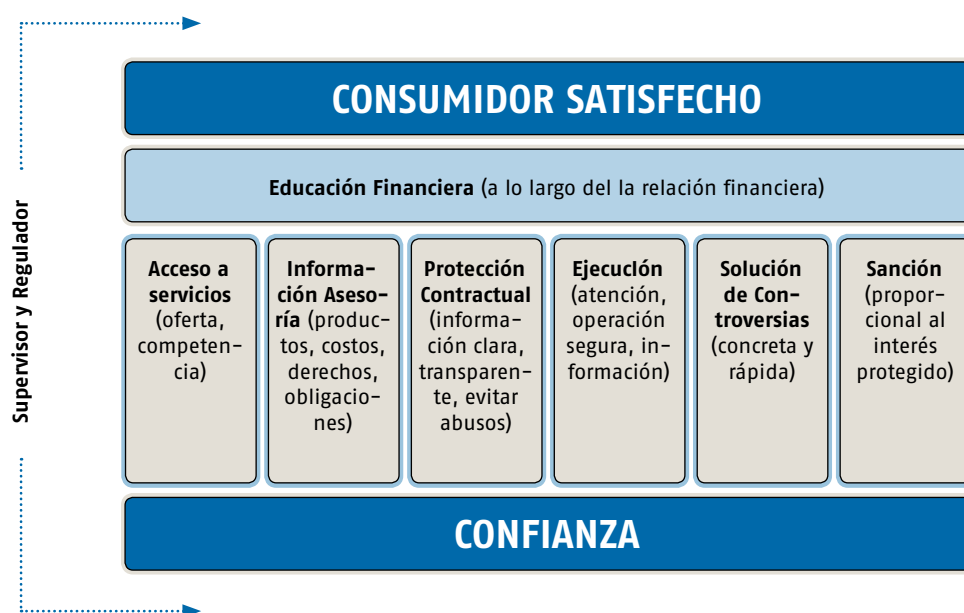 CONSUMIDOR SATISFECHO
Educación Financiera (a lo largo del la relación financiera)
Supervisor y Regulador
Acceso a
servicios
(oferta,
competen-
cia)
Informa-
ción Aseso-
ría (produc-
tos, costos,
derechos,
obligacio-
nes)
Protección
Contractual
(informa-
ción clara,
transparen-
te, evitar
abusos)
Ejecuclón
(atención,
operación
segura, in-
formación)
Solución
de Con-
troversias
(concreta y
rápida)
Sanción
(propor-
cional al
interés
protegido)
CONFIANZA